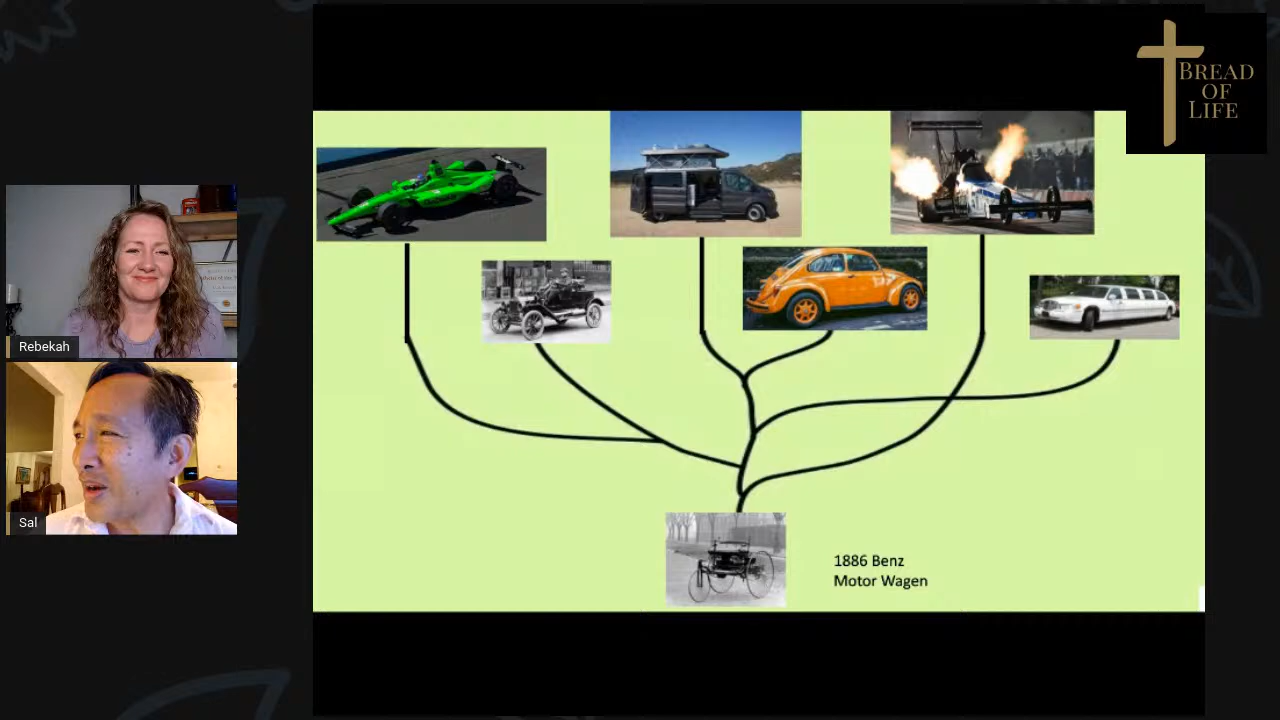 BREAD
OF
LIFE
Rebekah
Sal
1886 Benz
Motor Wagen